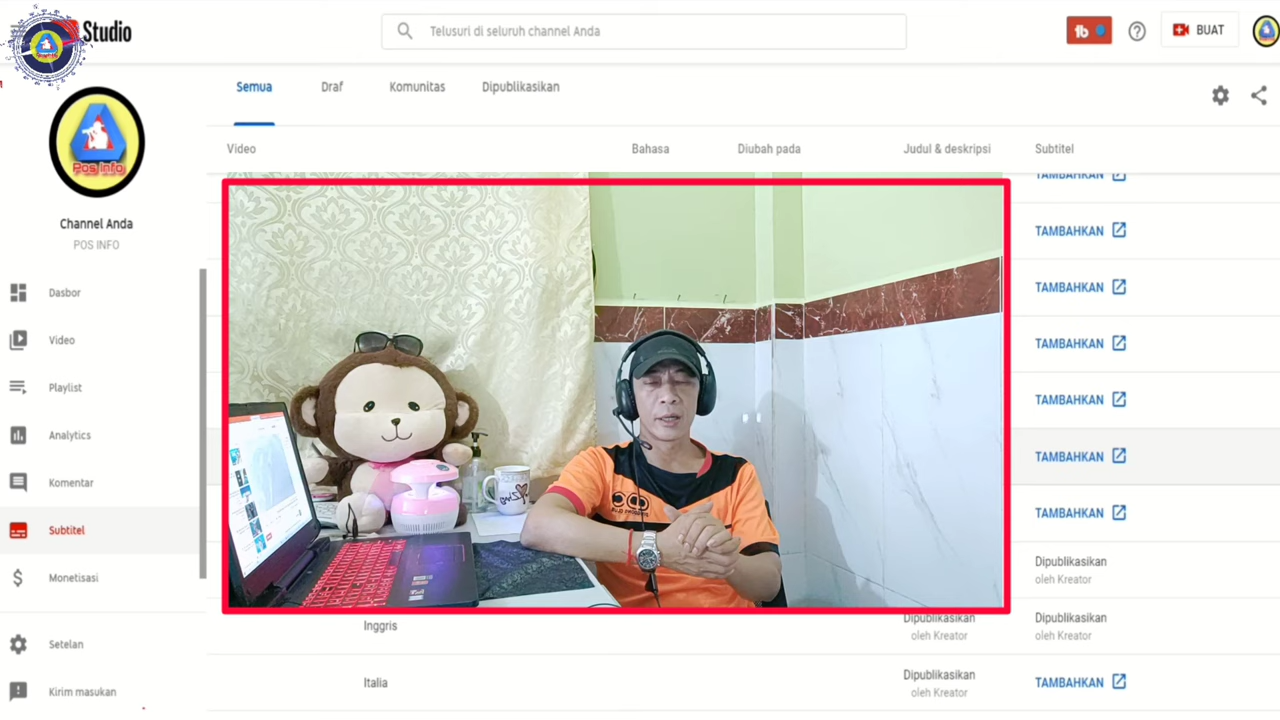 Studio
Telusuri di seluruh channel Anda
BUAT
Semua
Draf
Komunitas
Dipublikasikan
Video
Bahasa
Diubah pada
Judul & deskripsi
Subtitel
Pos Info
Channel Anda
POS INFO
Dasbor
Video
Playlist
Analytics
Komentar
Subtitel
Monetisasi
Setelan
Kirim masukan
TAMBAHKAN
TAMBAHKAN
TAMBAHKAN
TAMBAHKAN
TAMBAHKAN
TAMBAHKAN
TAMBAHKAN
Dipublikasikan
oleh Kreator
Inggris
Dipublikasikan
oleh Kreator
Dipublikasikan
oleh Kreator
Italia
Dipublikasikan
oleh Kreator
TAMBAHKAN